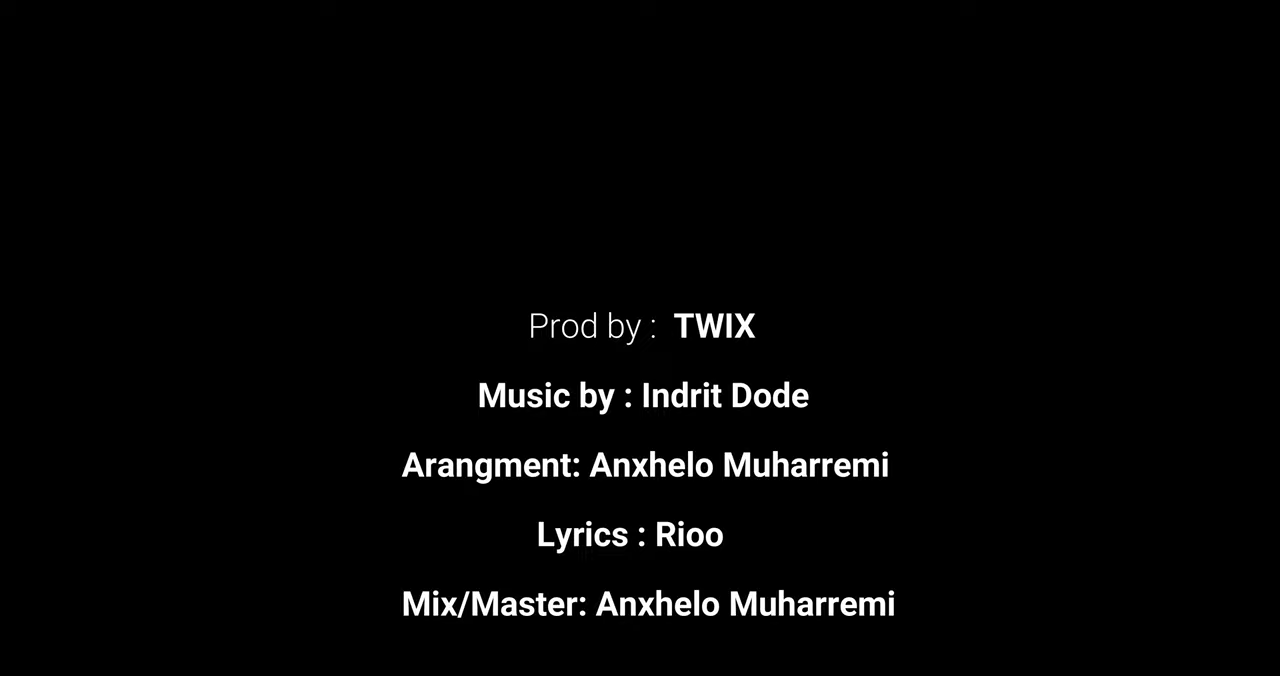 Prod by :  TWIX
Music by : Indrit Dode
Arangment: Anxhelo Muharremi
Lyrics : Rioo
Mix/Master: Anxhelo Muharremi